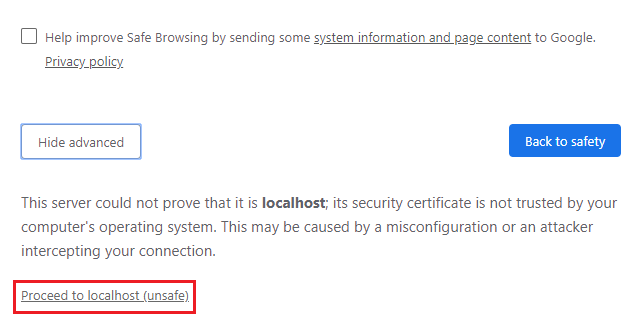 Help improve Safe Browsing by sending some system information and page content to Google.
Privacy policy
Hide advanced
Back to safety
This server could not prove that it is localhost; its security certificate is not trusted by your
computer's operating system. This may be caused by a misconfiguration or an attacker
intercepting your connection.
Proceed to localhost (unsafe)